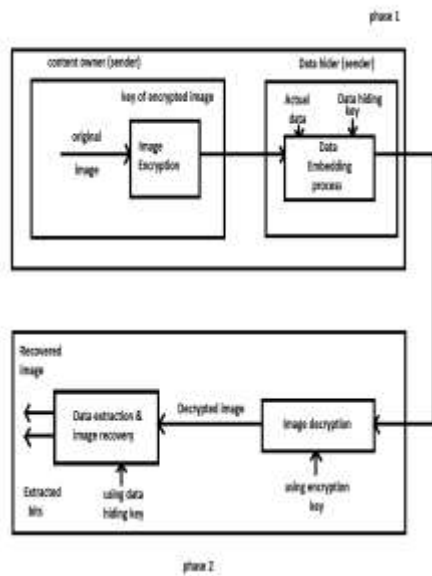 phase 1
content owner (sender)
Data hider (sender)
key of encrypted image
Actual
data
Data hiding
key
original
image
Image
Encryption
Data
Embedding
process
Recovered
image
Data extraction &
image recovery
Decrypted image
Image decryption
Extracted
bits
using data
hiding key
using encryption
key
phase 2